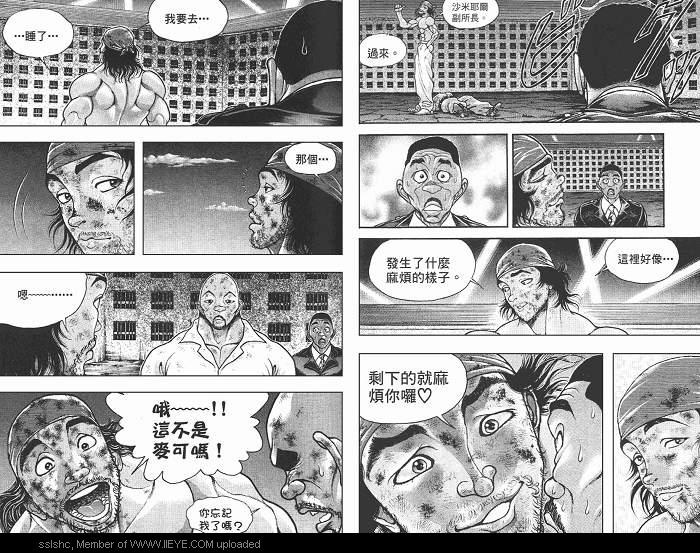 沙米耶爾
副所長。
過來。
這裡好像…
發生了什麼
麻煩的樣子。
剩下的就麻
煩你囉♡
我要去…
…睡了…
那個…
嗯~~~~……
哦~~~~!!
這不是
麥可嗎！
你忘記
我了嗎?
sslshc, Member of WWW.IIEYE.COM uploaded